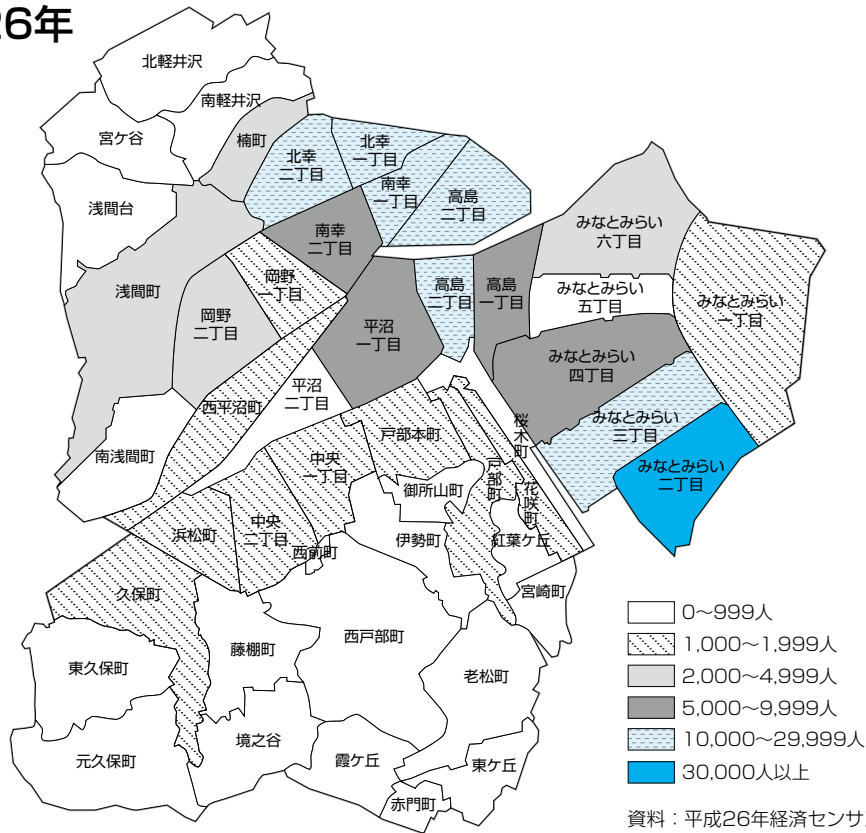 26年
北軽井沢
南軽井沢
宮ケ谷
楠町
北幸
一丁目
北幸
二丁目
浅間台
南幸
一丁目
高島
二丁目
南幸
二丁目
みなとみらい
六丁目
浅間町
岡野
一丁目
岡野
二丁目
高島
二丁目
高島
一丁目
みなとみらい
五丁目
みなとみらい
一丁目
平沼
一丁目
みなとみらい
四丁目
平沼
二丁目
西平沼町
みなとみらい
三丁目
桜木町
戸部本町
南浅間町
中央
一丁目
みなとみらい
二丁目
御所山町
戸部町
花咲町
浜松町
中央
二丁目
西前町
伊勢町
紅葉ケ丘
久保町
宮崎町
藤棚町
西戸部町
東久保町
老松町
元久保町
境之谷
霞ケ丘
東ケ丘
赤門町
0〜999人
1,000〜1,999人
2,000〜4,999人
5,000〜9,999人
10,000〜29,999人
30,000人以上
資料：平成26年経済センサ